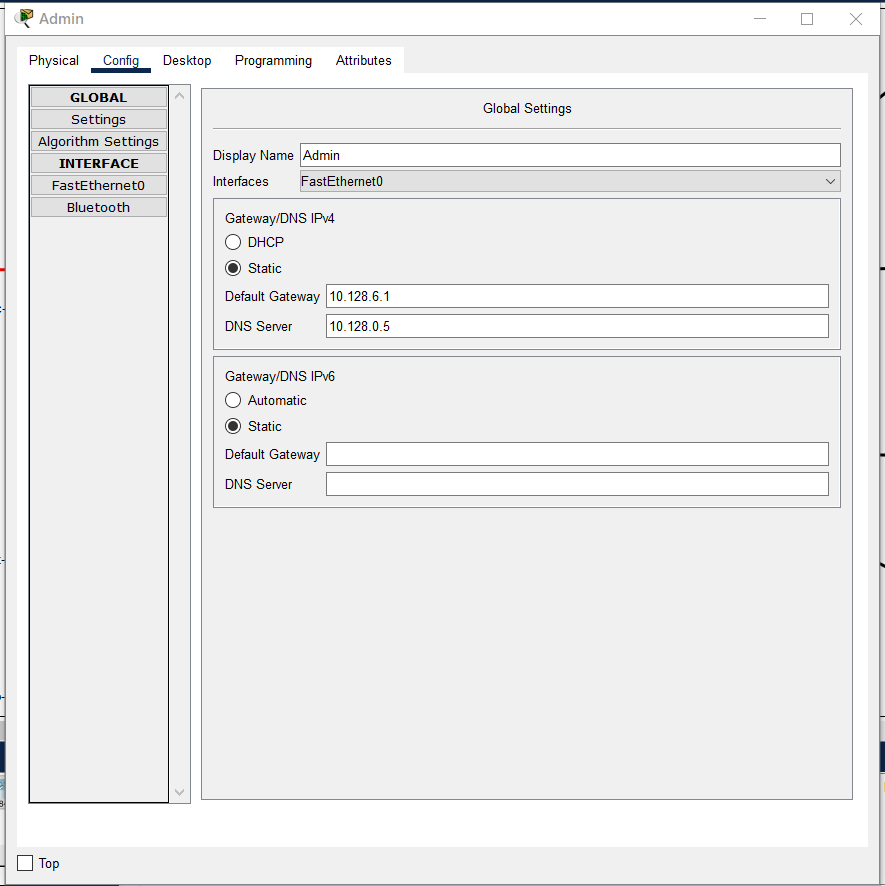 Admin
Physical Config Desktop Programming Attributes
GLOBAL
Settings
Algorithm Settings
INTERFACE
FastEthernet0
Bluetooth
Global Settings
Display Name Admin
Interfaces FastEthernet0
Gateway/DNS IPv4
DHCP
Static
Default Gateway 10.128.6.1
DNS Server 10.128.0.5
Gateway/DNS IPv6
Automatic
Static
Default Gateway
DNS Server
Top